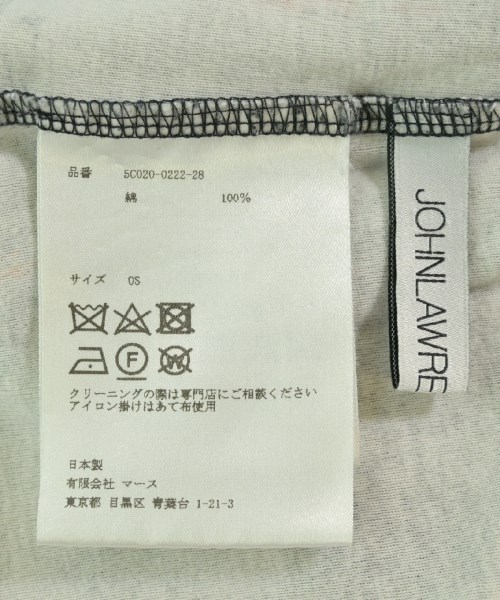 品番 5C020-0222-28
綿 100%
サイズ OS
F
W
クリーニングの際は専門店にご相談ください
アイロン掛けはあて布使用
日本製
有限会社 マース
東京都 目黒区 青葉台 1-21-3
JOHNLAWRE